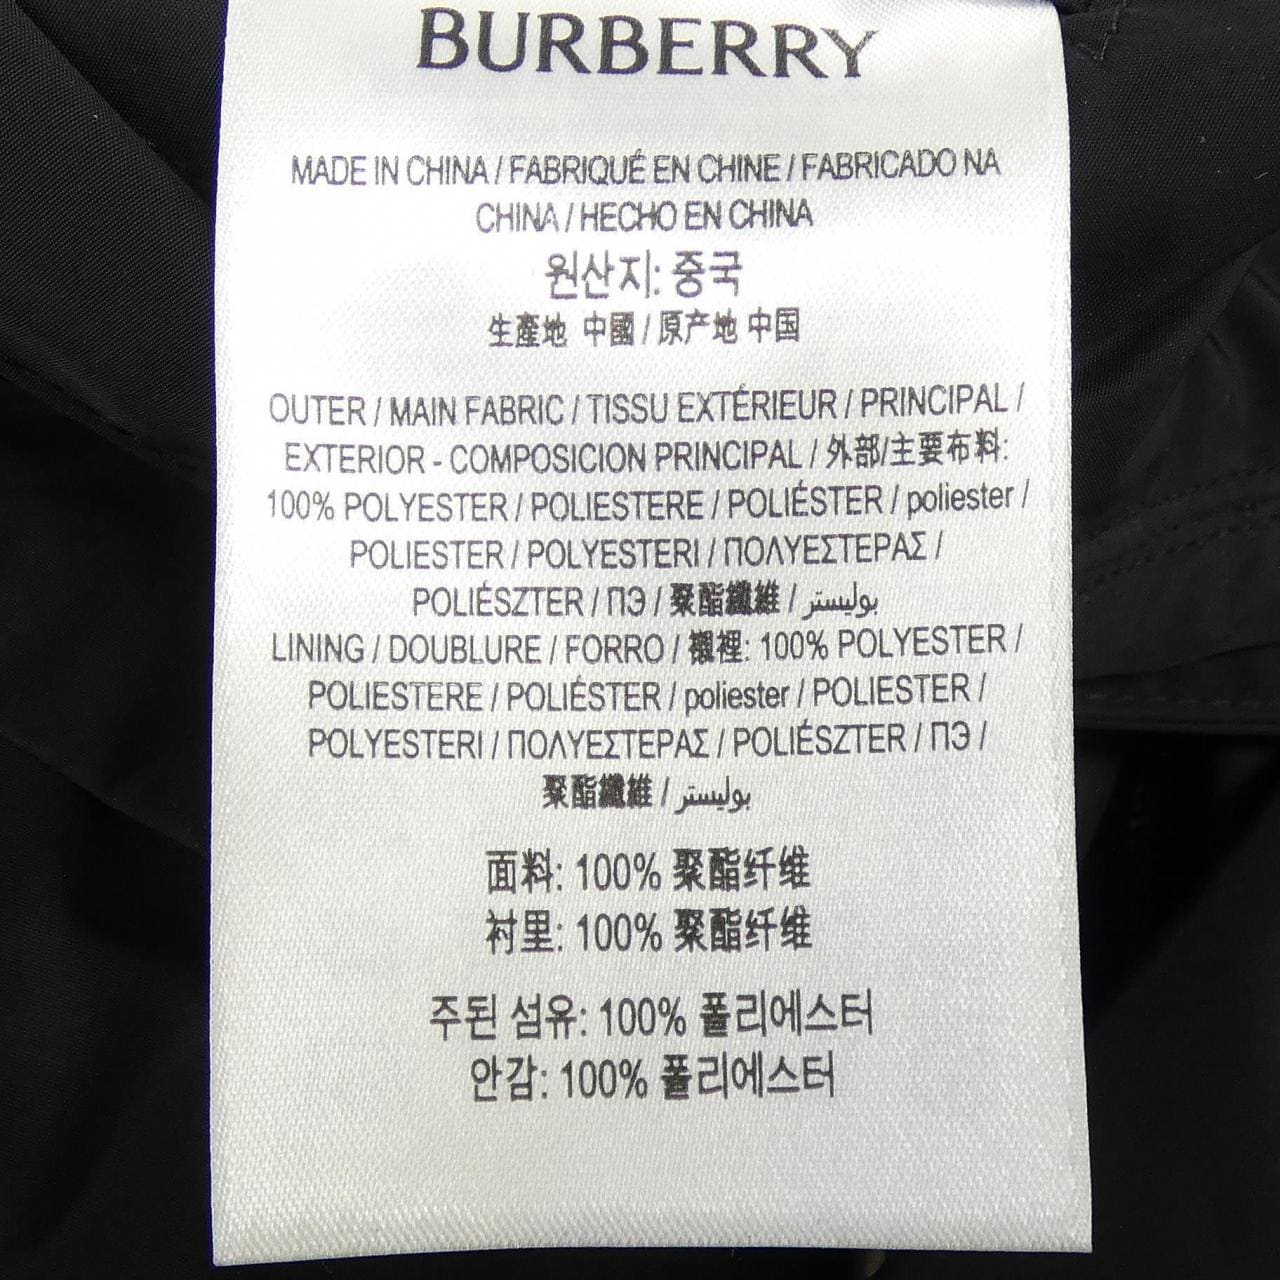 BURBERRY
MADE IN CHINA / FABRIQUÉ EN CHINE / FABRICADO NA
CHINA / HECHO EN CHINA
원산지: 중국
生產地 中國 / 原产地 中国
OUTER / MAIN FABRIC / TISSU EXTÉRIEUR / PRINCIPAL /
EXTERIOR - COMPOSICION PRINCIPAL / 外部/主要布料:
100% POLYESTER / POLIESTERE / POLIÉSTER / poliester /
POLIESTER / POLYESTERI / ΠΟΛΥΕΣΤΕΡΑΣ /
POLIÉSZTER / ПЭ / 聚酯纖維 / بوليستر
LINING / DOUBLURE / FORRO / 襯裡: 100% POLYESTER /
POLIESTERE / POLIÉSTER / poliester / POLIESTER /
POLYESTERI / ΠΟΛΥΕΣΤΕΡΑΣ / POLIÉSZTER / ПЭ /
聚酯纖維 / بوليستر
面料: 100% 聚酯纤维
衬里: 100% 聚酯纤维
주된 섬유: 100% 폴리에스터
안감: 100% 폴리에스터